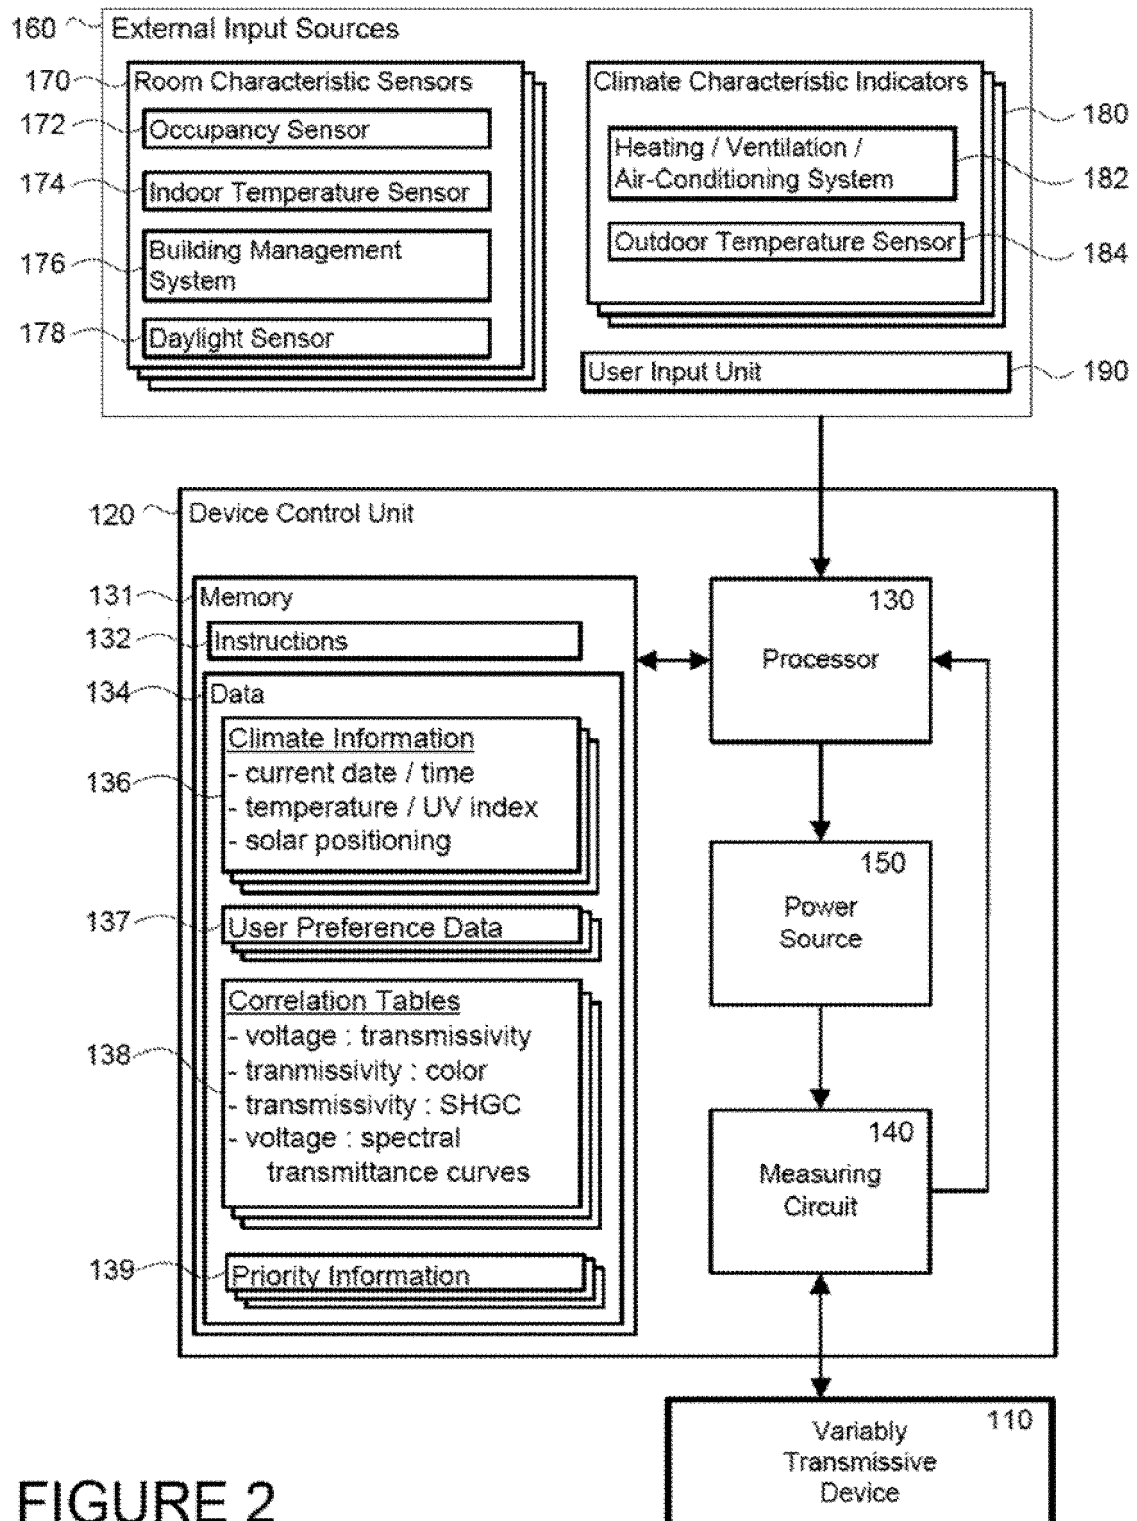 160
External Input Sources
170
Room Characteristic Sensors
172
Occupancy Sensor
174
Indoor Temperature Sensor
176
Building Management
System
178
Daylight Sensor
Climate Characteristic Indicators
180
Heating / Ventilation /
Air-Conditioning System
182
Outdoor Temperature Sensor
184
User Input Unit
190
120
Device Control Unit
131
Memory
132
Instructions
134
Data
136
Climate Information
- current date / time
- temperature / UV index
- solar positioning
137
User Preference Data
138
Correlation Tables
- voltage : transmissivity
- tranmissivity : color
- transmissivity : SHGC
- voltage : spectral
transmittance curves
139
Priority Information
130
Processor
150
Power
Source
140
Measuring
Circuit
110
Variably
Transmissive
Device
FIGURE 2